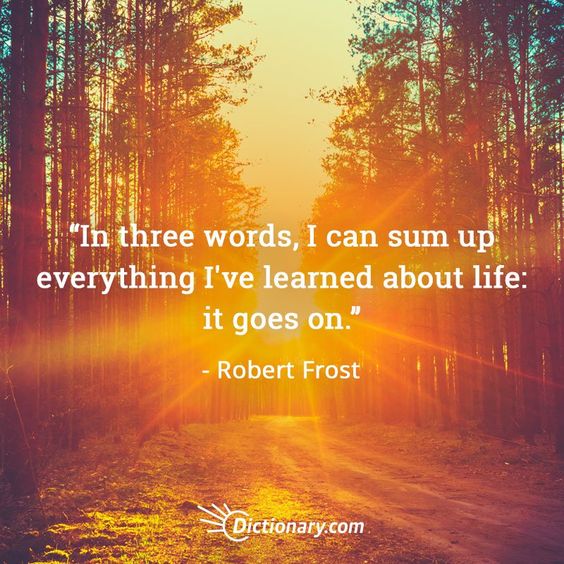 “In three words, I can sum up
everything I've learned about life:
it goes on.”
- Robert Frost
Dictionary.com